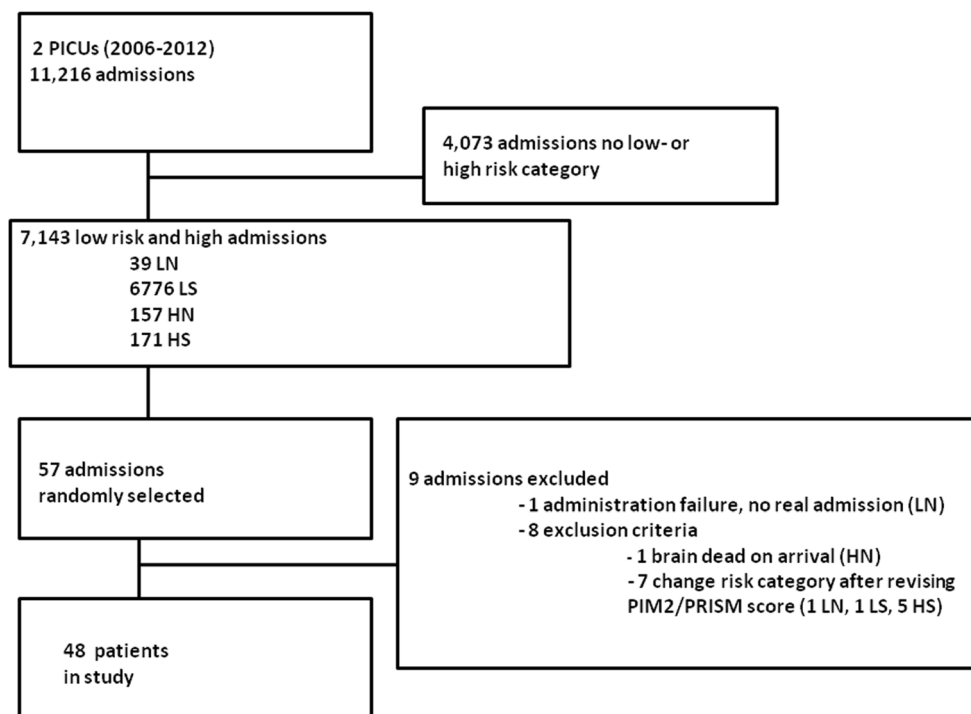 2 PICUs (2006-2012)
11,216 admissions
4,073 admissions no low- or
high risk category
7,143 low risk and high admissions
39 LN
6776 LS
157 HN
171 HS
57 admissions
randomly selected
9 admissions excluded
- 1 administration failure, no real admission (LN)
- 8 exclusion criteria
- 1 brain dead on arrival (HN)
- 7 change risk category after revising
PIM2/PRISM score (1 LN, 1 LS, 5 HS)
48 patients
in study